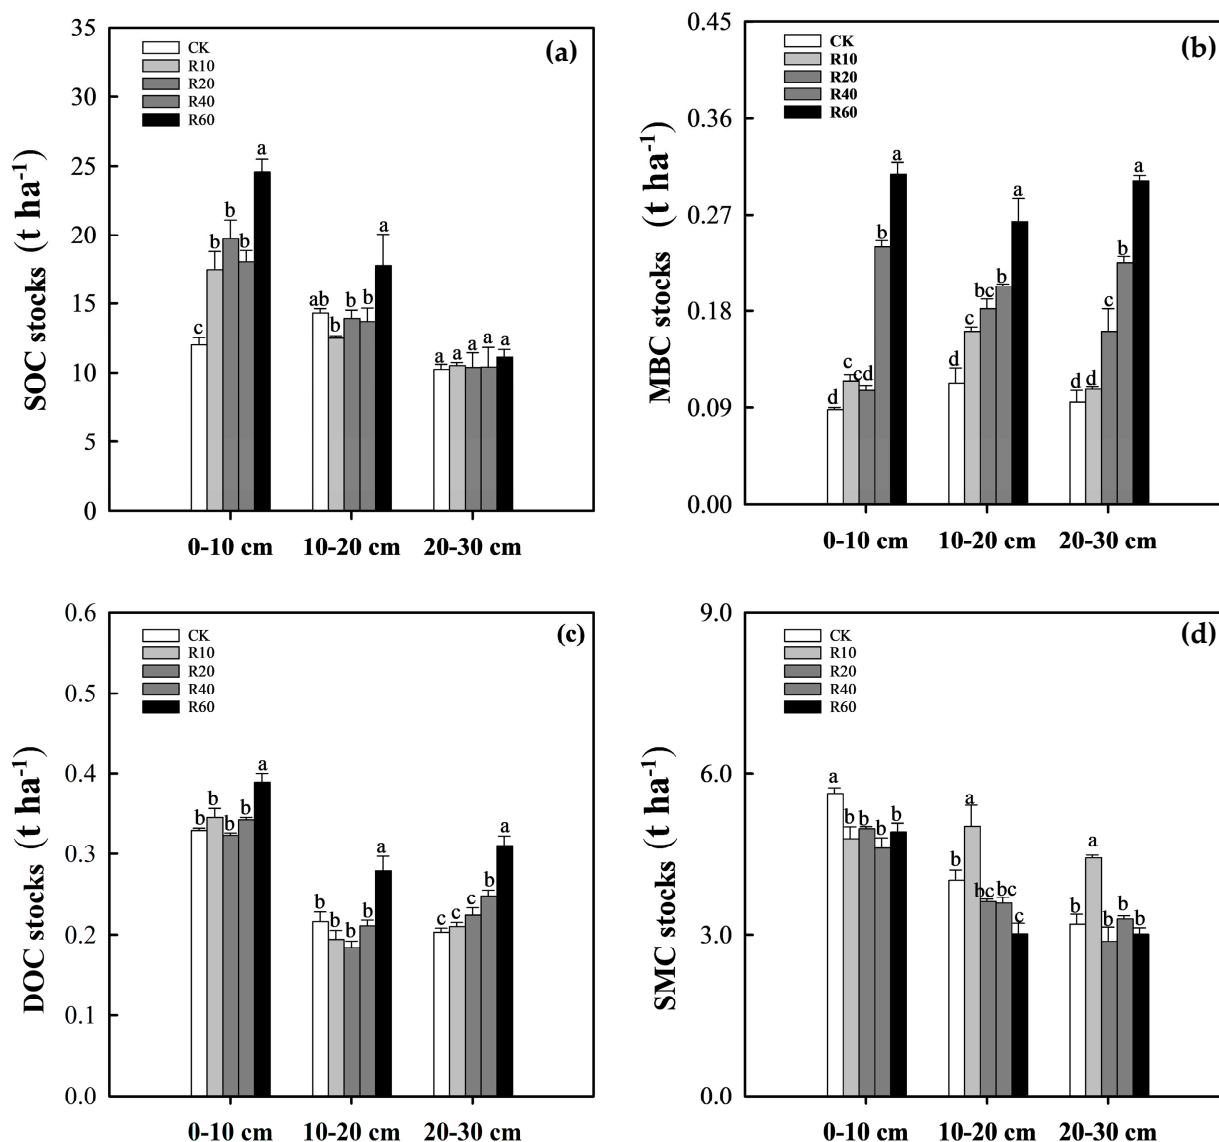 (a)
CK
R10
R20
R40
R60
SOC stocks (t ha⁻¹)
35
30
25
20
15
10
5
0
c b b b a
ab b b b a
a a a a a
0-10 cm 10-20 cm 20-30 cm
(b)
CK
R10
R20
R40
R60
MBC stocks (t ha⁻¹)
0.45
0.36
0.27
0.18
0.09
0.00
d c cd b a
d c bc b a
d d c b a
0-10 cm 10-20 cm 20-30 cm
(c)
CK
R10
R20
R40
R60
DOC stocks (t ha⁻¹)
0.6
0.5
0.4
0.3
0.2
0.1
0.0
b b b b a
b b b b a
c c c b a
0-10 cm 10-20 cm 20-30 cm
(d)
CK
R10
R20
R40
R60
SMC stocks (t ha⁻¹)
9.0
6.0
3.0
0.0
a b b b b
b a bc bc c
b a b b b
0-10 cm 10-20 cm 20-30 cm